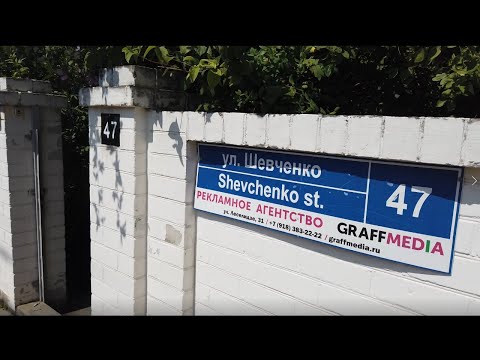 47
ул. Шевченко
Shevchenko st.
47
РЕКЛАМНОЕ АГЕНТСТВО
GRAFFMEDIA
/ +7 (918) 383-22-22 / graffmedia.ru